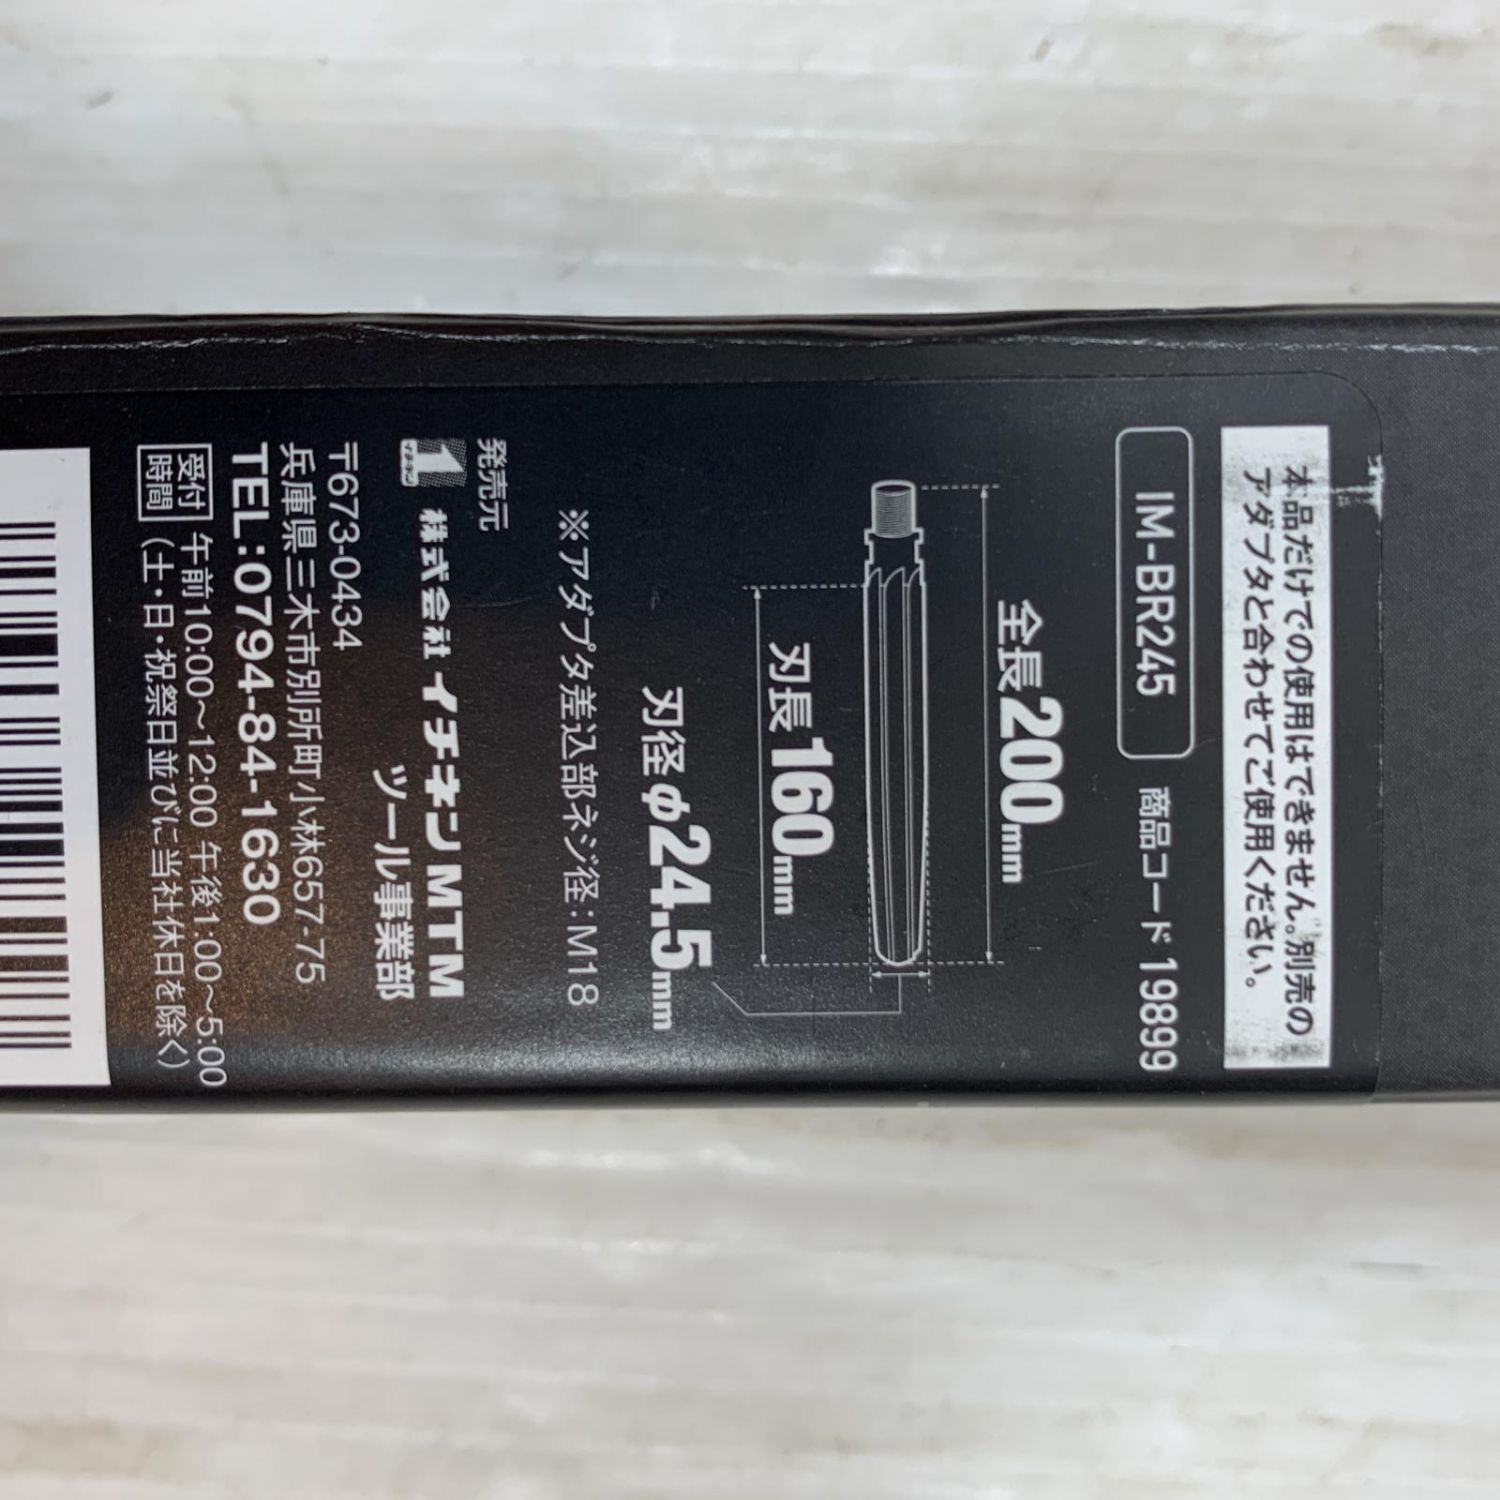 本品だけでの使用はできません。別売の
アダプタと合わせてご使用ください。
IM-BR245 商品コード 19899
全長200mm
刃長160mm
刃径φ24.5mm
※アダプタ差込部ネジ径：M18
発売元
1 イチネン 株式会社 イチネンMTM
ツール事業部
〒673-0434
兵庫県三木市別所町小林657-75
TEL:0794-84-1630
受付時間 午前10:00〜12:00 午後1:00〜5:00
（土・日・祝祭日並びに当社休日を除く）